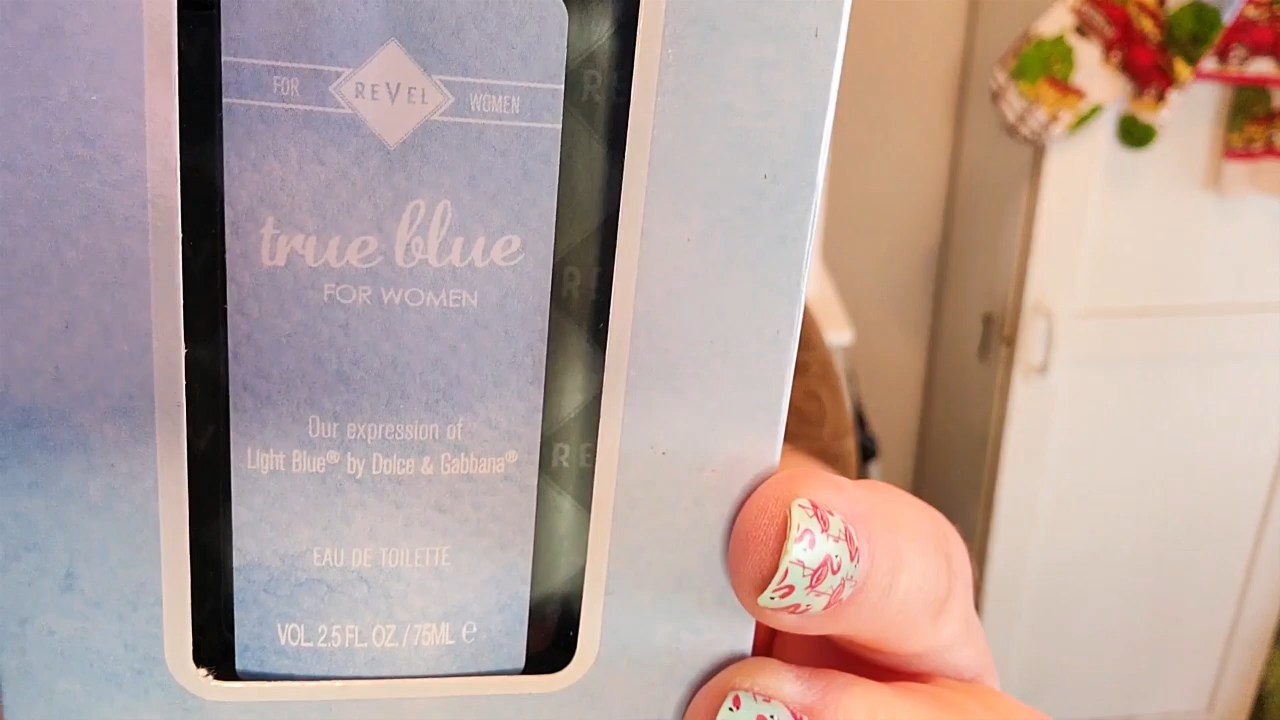 FOR REVEL WOMEN
true blue
FOR WOMEN
Our expression of
Light Blue® by Dolce & Gabbana®
EAU DE TOILETTE
VOL. 2.5 FL. OZ. / 75ML ℮